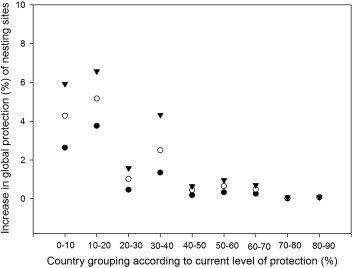 Increase in global protection (%) of nesting sites
10
8
6
4
2
0
0-10 10-20 20-30 30-40 40-50 50-60 60-70 70-80 80-90
Country grouping according to current level of protection (%)